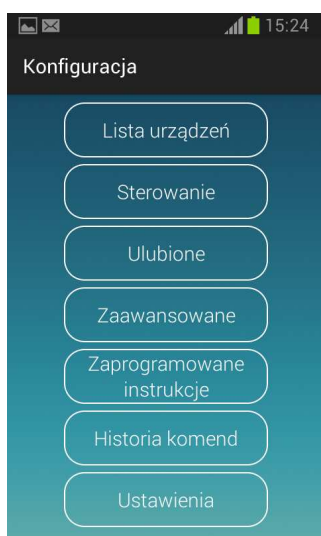 15:24
Konfiguracja
Lista urządzeń
Sterowanie
Ulubione
Zaawansowane
Zaprogramowane
instrukcje
Historia komend
Ustawienia